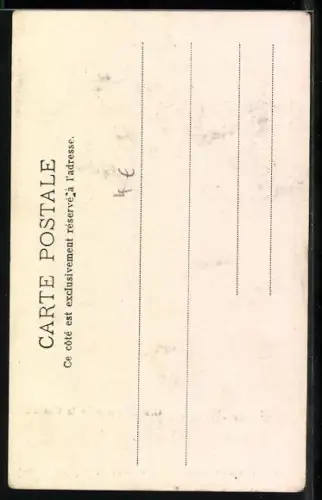 CARTE POSTALE
Ce côté est exclusivement réservé à l'adresse.
4 €